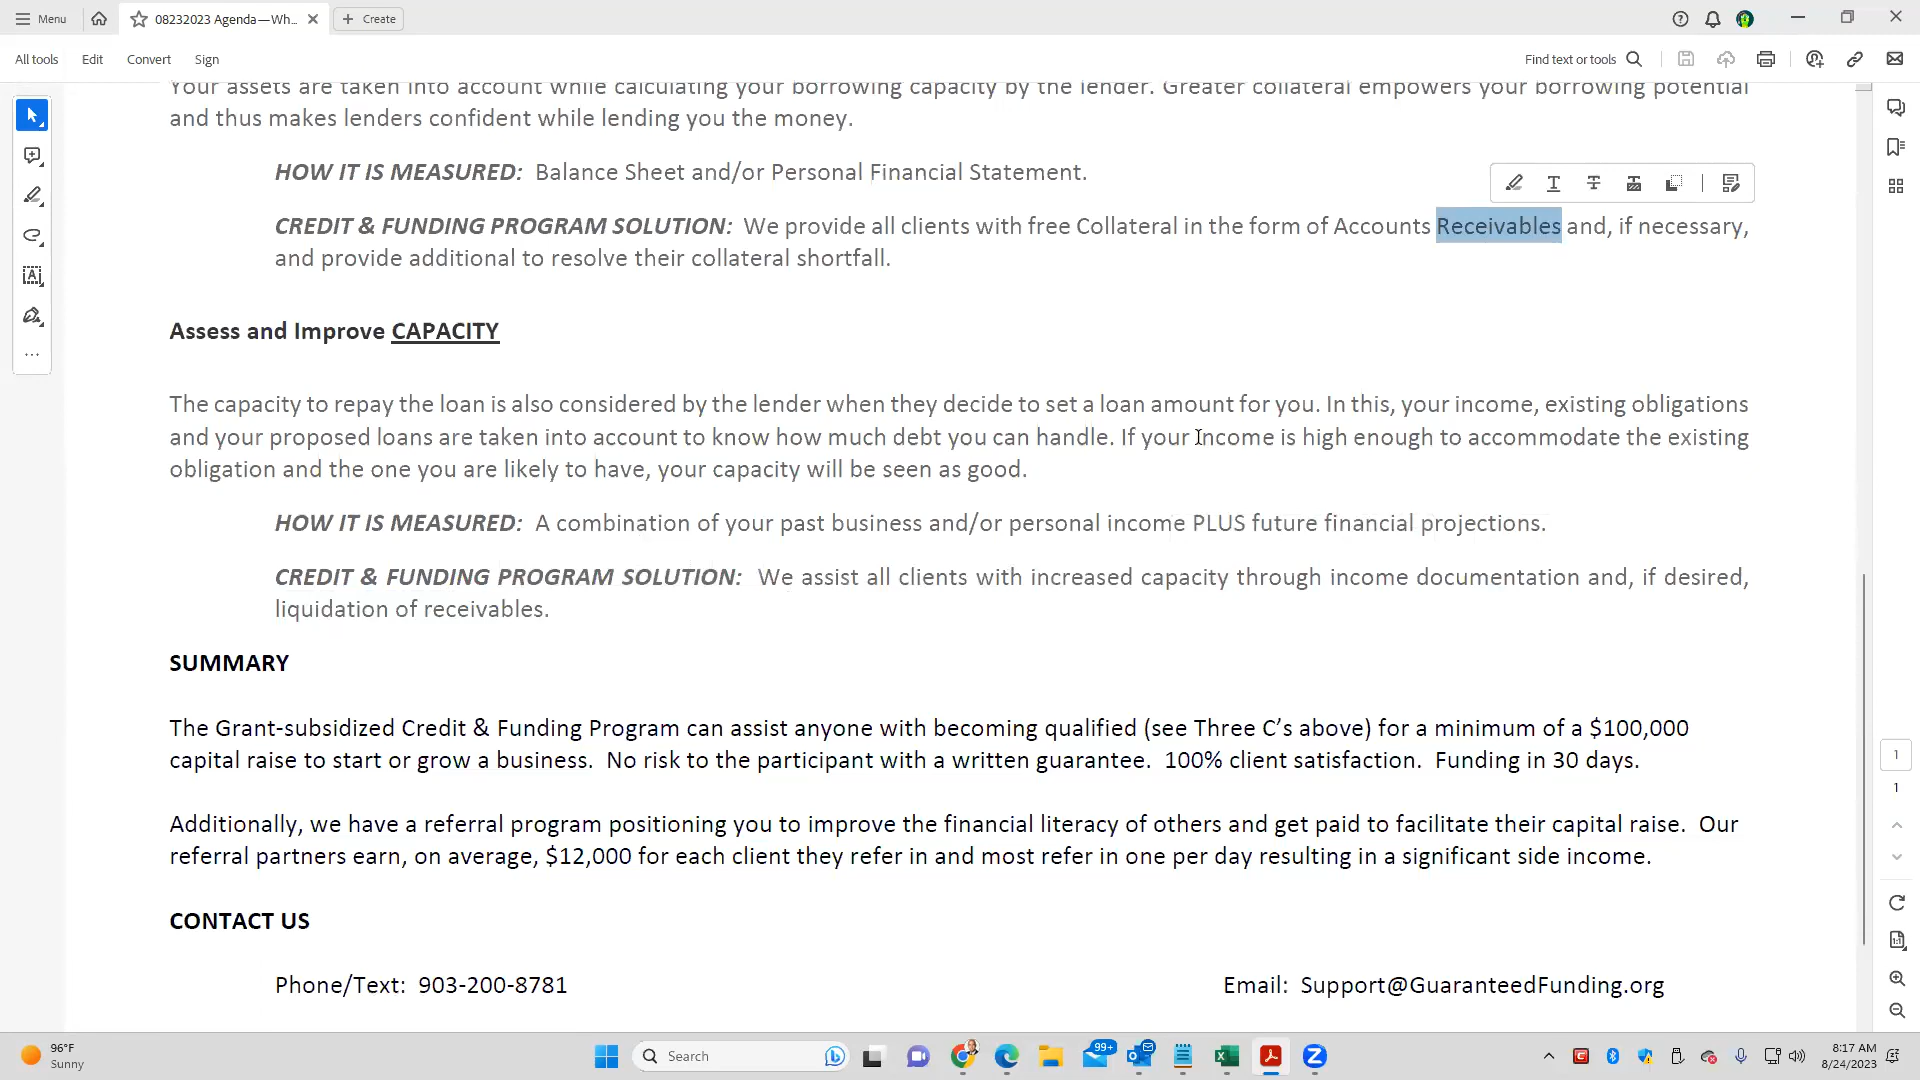 Menu
08232023 Agenda—Wh...
Create
All tools
Edit
Convert
Sign
Find text or tools
Your assets are taken into account while calculating your borrowing capacity by the lender. Greater collateral empowers your borrowing potential
and thus makes lenders confident while lending you the money.
HOW IT IS MEASURED: Balance Sheet and/or Personal Financial Statement.
CREDIT & FUNDING PROGRAM SOLUTION: We provide all clients with free Collateral in the form of Accounts Receivables and, if necessary,
and provide additional to resolve their collateral shortfall.
Assess and Improve CAPACITY
The capacity to repay the loan is also considered by the lender when they decide to set a loan amount for you. In this, your income, existing obligations
and your proposed loans are taken into account to know how much debt you can handle. If your income is high enough to accommodate the existing
obligation and the one you are likely to have, your capacity will be seen as good.
HOW IT IS MEASURED: A combination of your past business and/or personal income PLUS future financial projections.
CREDIT & FUNDING PROGRAM SOLUTION: We assist all clients with increased capacity through income documentation and, if desired,
liquidation of receivables.
SUMMARY
The Grant-subsidized Credit & Funding Program can assist anyone with becoming qualified (see Three C’s above) for a minimum of a $100,000
capital raise to start or grow a business. No risk to the participant with a written guarantee. 100% client satisfaction. Funding in 30 days.
Additionally, we have a referral program positioning you to improve the financial literacy of others and get paid to facilitate their capital raise. Our
referral partners earn, on average, $12,000 for each client they refer in and most refer in one per day resulting in a significant side income.
CONTACT US
Phone/Text: 903-200-8781
Email: Support@GuaranteedFunding.org
1
1
96°F
Sunny
Search
99+
8:17 AM
8/24/2023